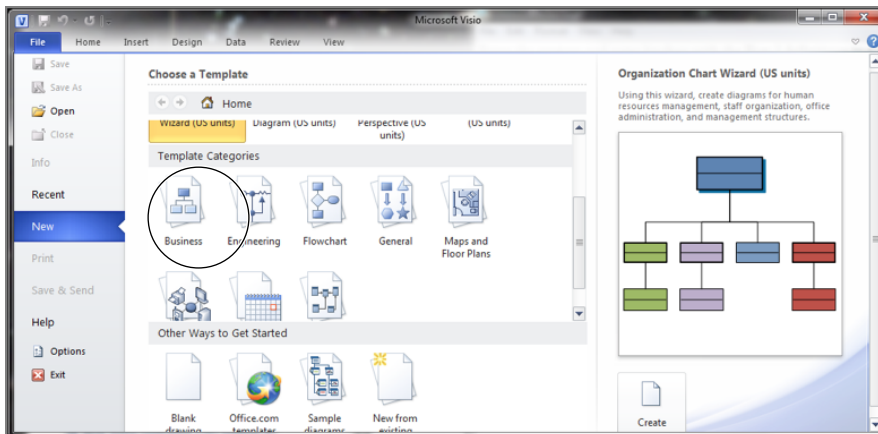 Microsoft Visio
File Home Insert Design Data Review View
Save
Save As
Open
Close
Info
Recent
New
Print
Save & Send
Help
Options
Exit
Choose a Template
Home
Wizard (US units) Diagram (US units) Perspective (US units) (US units)
Template Categories
Business Engineering Flowchart General Maps and Floor Plans
Other Ways to Get Started
Blank drawing Office.com templates Sample diagrams New from existing
Organization Chart Wizard (US units)
Using this wizard, create diagrams for human
resources management, staff organization, office
administration, and management structures.
Create